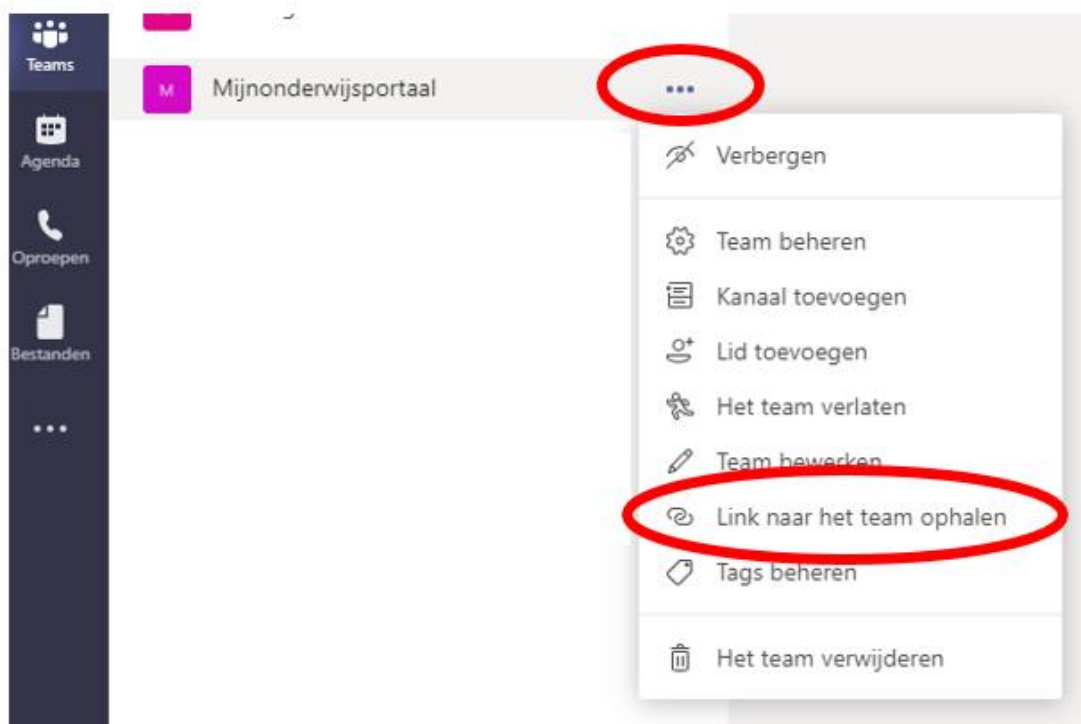 Teams
M Mijnonderwijsportaal
Verbergen
Agenda
Team beheren
Oproepen
Kanaal toevoegen
Lid toevoegen
Bestanden
Het team verlaten
Team bewerken
Link naar het team ophalen
Tags beheren
Het team verwijderen